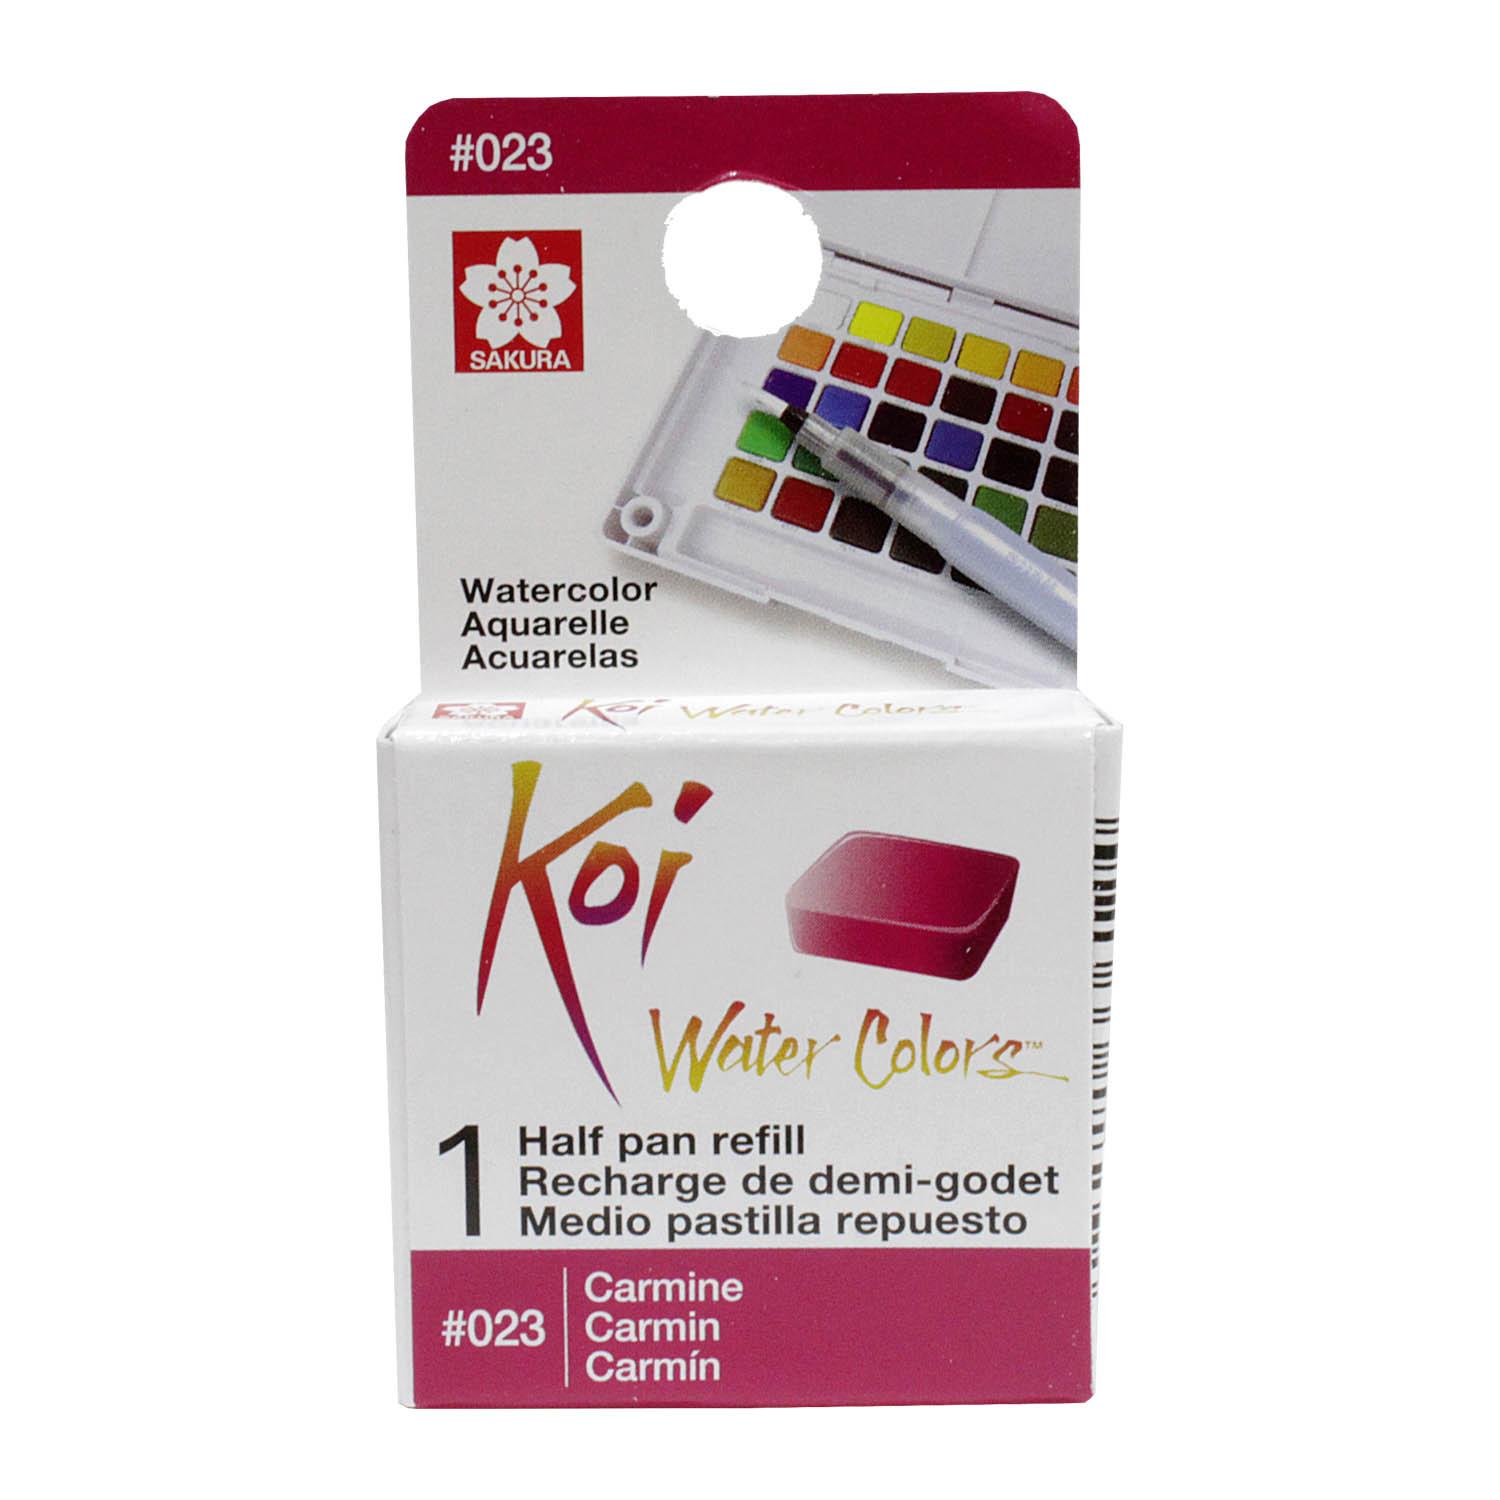 #023
SAKURA
Watercolor
Aquarelle
Acuarelas
Koi Water Colors
Koi
Water Colors™
1
Half pan refill
Recharge de demi-godet
Medio pastilla repuesto
#023
Carmine
Carmin
Carmín